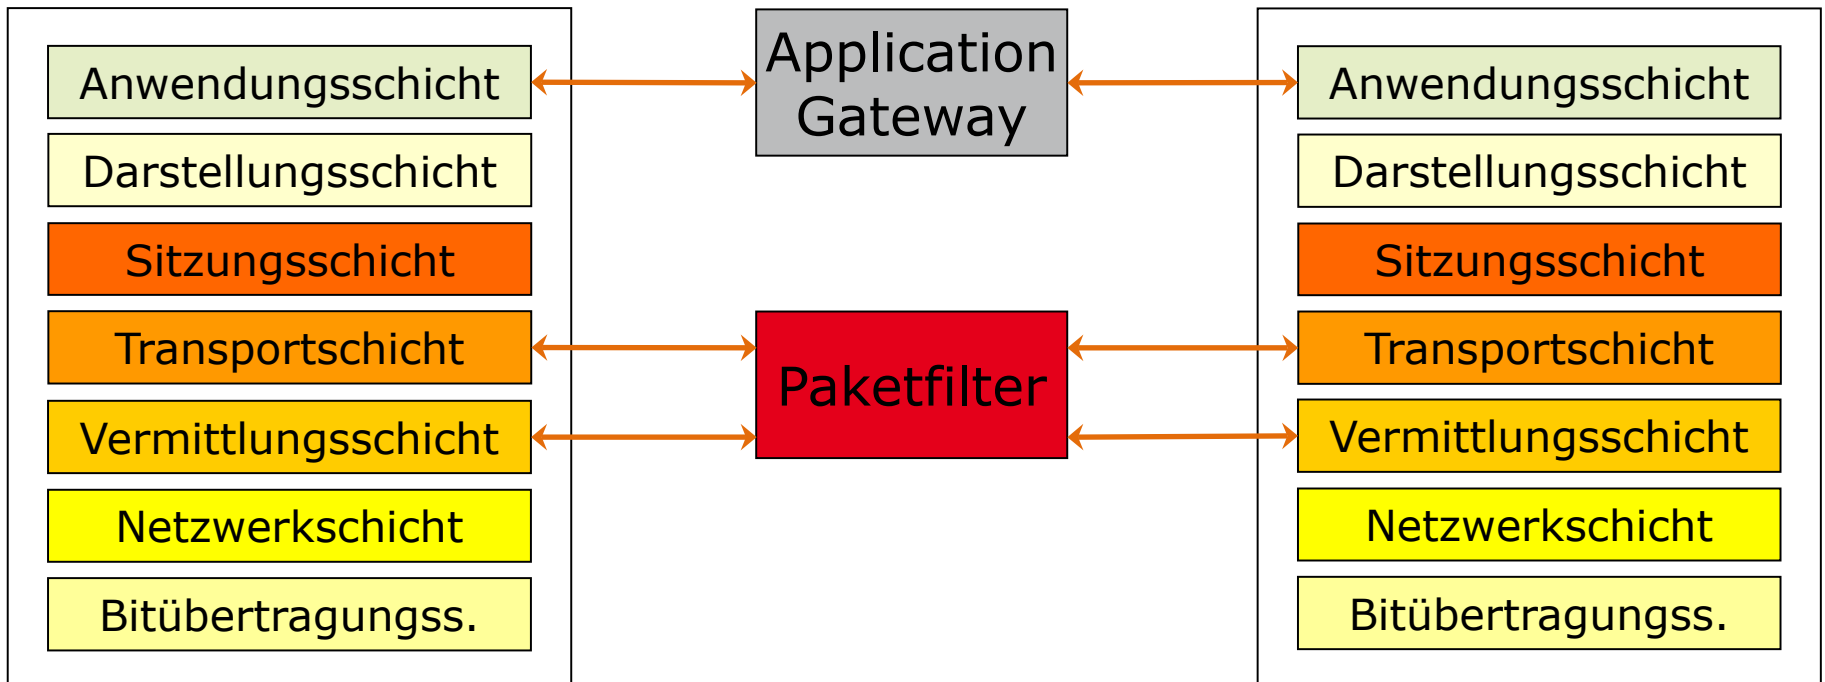 Anwendungsschicht
Darstellungsschicht
Sitzungsschicht
Transportschicht
Vermittlungsschicht
Netzwerkschicht
Bitübertragungss.
Application
Gateway
Paketfilter
Anwendungsschicht
Darstellungsschicht
Sitzungsschicht
Transportschicht
Vermittlungsschicht
Netzwerkschicht
Bitübertragungss.